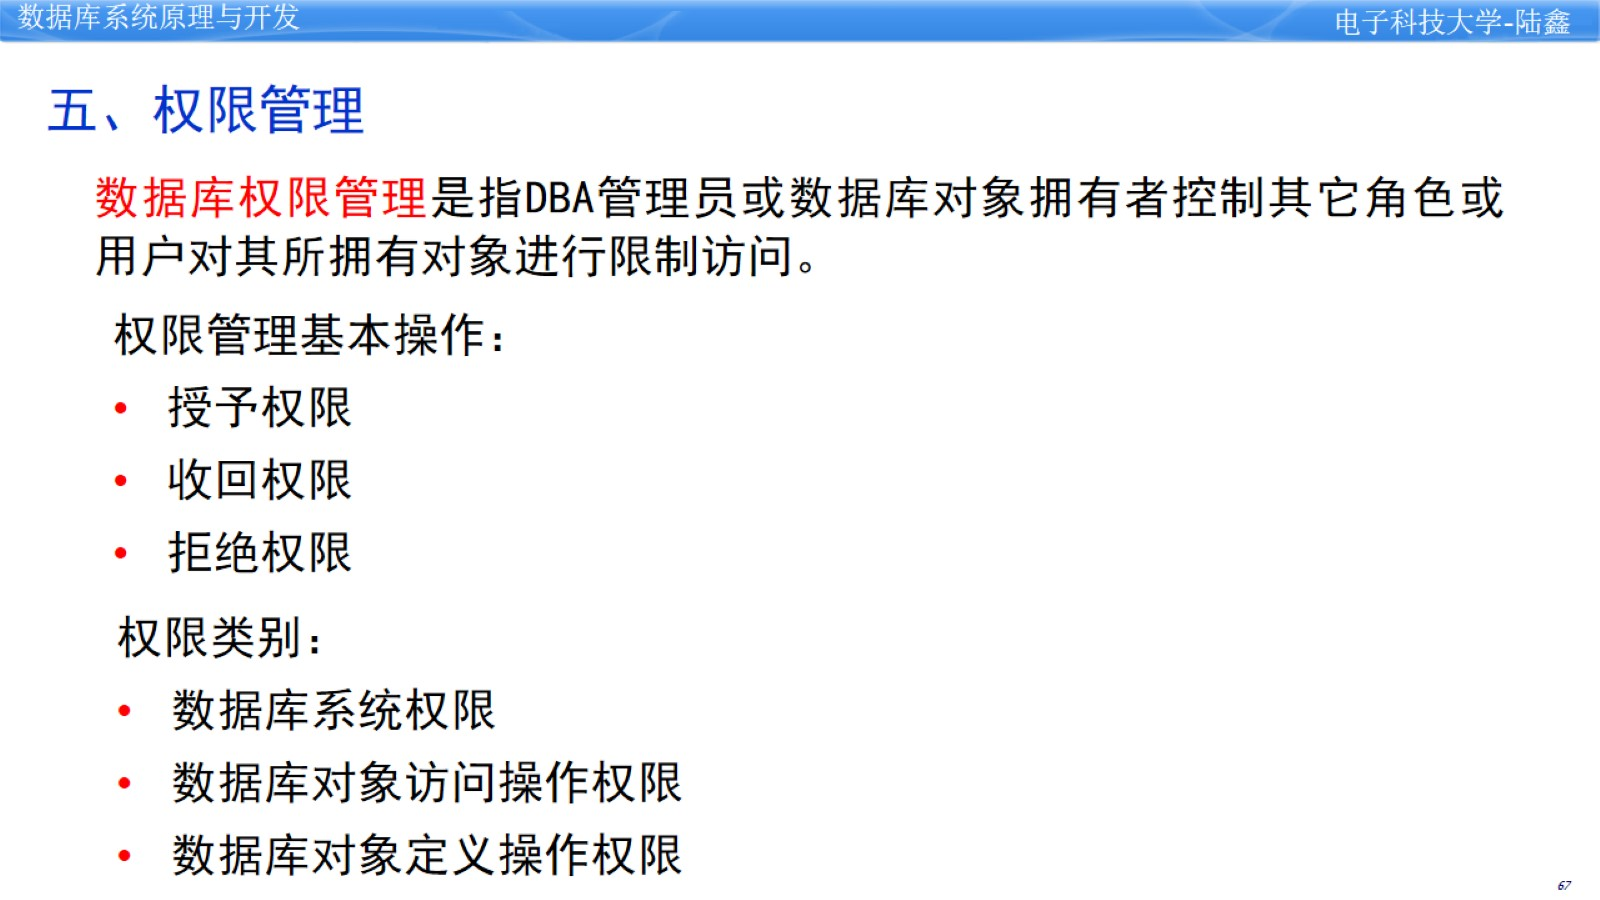 数据库系统原理与开发
电子科技大学-陆鑫
五、权限管理
数据库权限管理是指DBA管理员或数据库对象拥有者控制其它角色或
用户对其所拥有对象进行限制访问。
权限管理基本操作：
• 授予权限
• 收回权限
• 拒绝权限
权限类别：
• 数据库系统权限
• 数据库对象访问操作权限
• 数据库对象定义操作权限
67